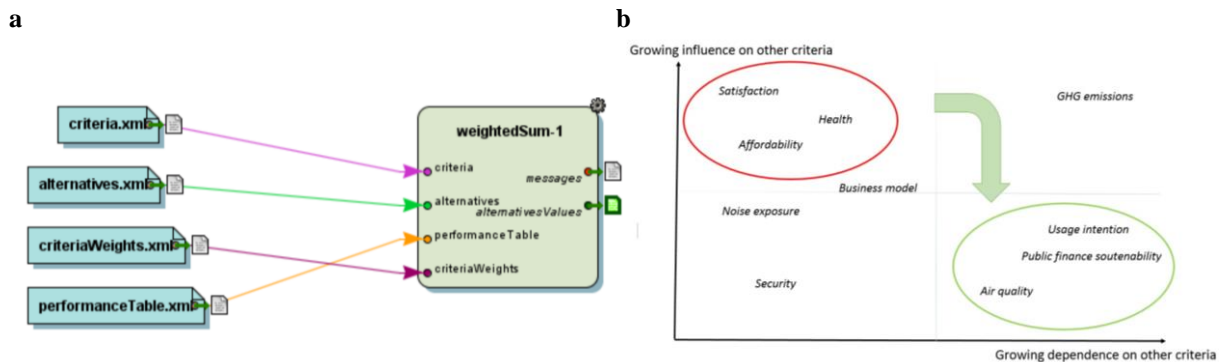 a
criteria.xml
alternatives.xml
criteriaWeights.xml
performanceTable.xml
weightedSum-1
criteria
messages
alternatives
alternativesValues
performanceTable
criteriaWeights
b
Growing influence on other criteria
Satisfaction
GHG emissions
Health
Affordability
Business model
Noise exposure
Usage intention
Public finance soutenability
Security
Air quality
Growing dependence on other criteria